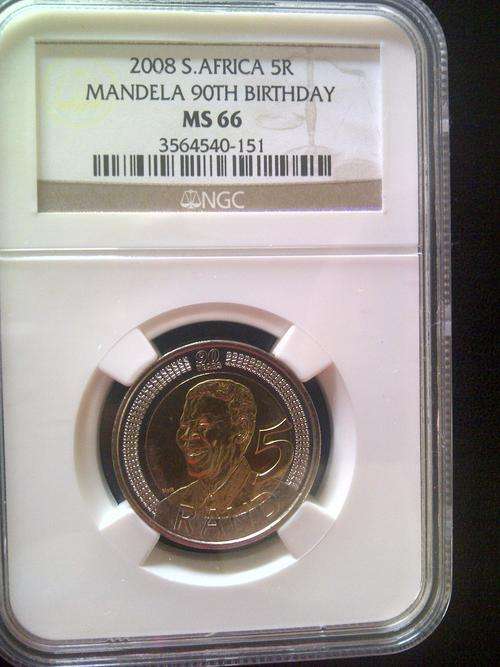 2008 S.AFRICA 5R
MANDELA 90TH BIRTHDAY
MS 66
3564540-151
NGC
90
5
RAND